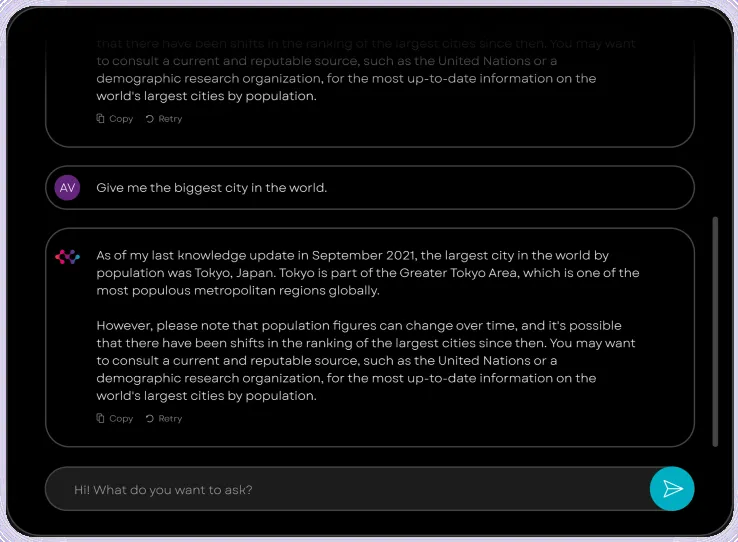 that there have been shifts in the ranking of the largest cities since then. You may want
to consult a current and reputable source, such as the United Nations or a
demographic research organization, for the most up-to-date information on the
world's largest cities by population.
Copy Retry
AV Give me the biggest city in the world.
As of my last knowledge update in September 2021, the largest city in the world by
population was Tokyo, Japan. Tokyo is part of the Greater Tokyo Area, which is one of the
most populous metropolitan regions globally.
However, please note that population figures can change over time, and it's possible
that there have been shifts in the ranking of the largest cities since then. You may want
to consult a current and reputable source, such as the United Nations or a
demographic research organization, for the most up-to-date information on the
world's largest cities by population.
Copy Retry
Hi! What do you want to ask?